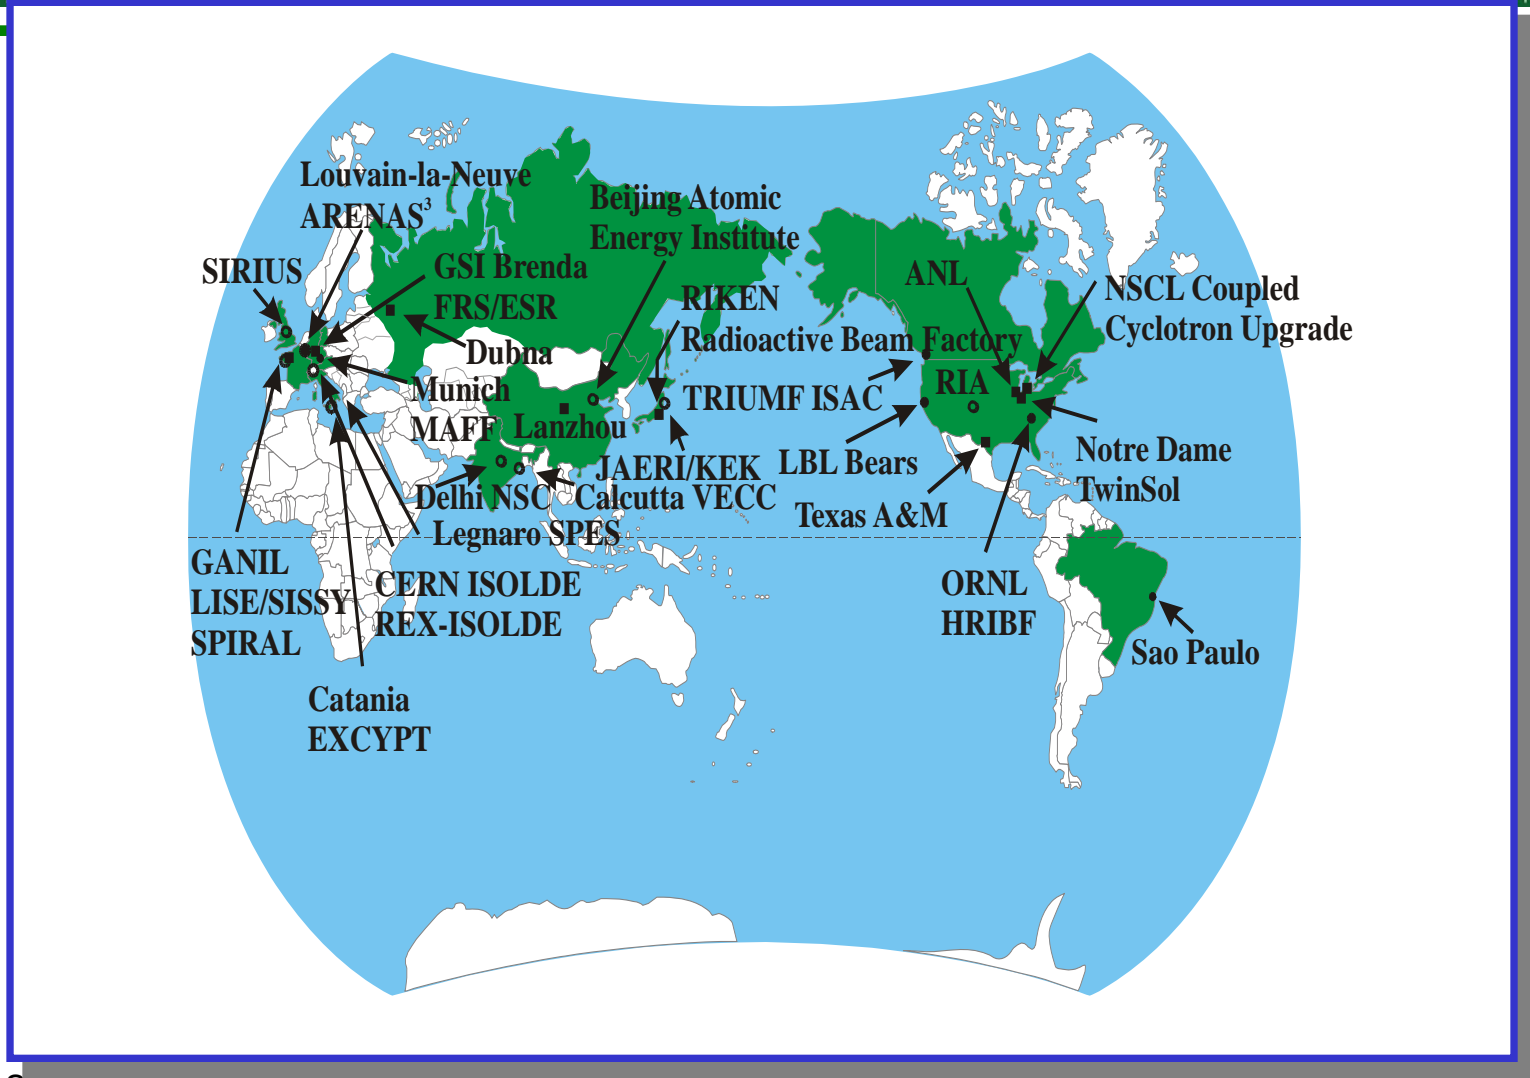 Louvain-la-Neuve
ARENAS3
Beijing Atomic
Energy Institute
SIRIUS
GSI Brenda
FRS/ESR
ANL
NSCL Coupled
Cyclotron Upgrade
RIKEN
Radioactive Beam Factory
Dubna
Munich
MAFF
RIA
TRIUMF ISAC
Lanzhou
JAERI/KEK
LBL Bears
Notre Dame
TwinSol
Delhi NSC
Calcutta VECC
Texas A&M
Legnaro SPES
GANIL
LISE/SISSY
SPIRAL
CERN ISOLDE
REX-ISOLDE
ORNL
HRIBF
Sao Paulo
Catania
EXCYPT